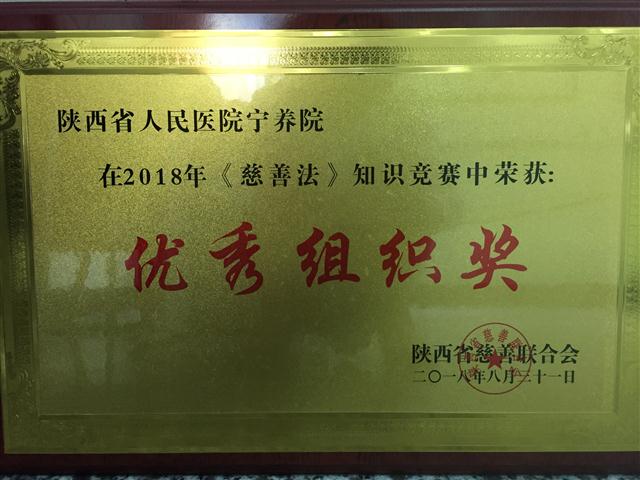 陕西省人民医院宁养院
在2018年《慈善法》知识竞赛中荣获:
优秀组织奖
陕西省慈善联合会
二〇一八年八月三十一日